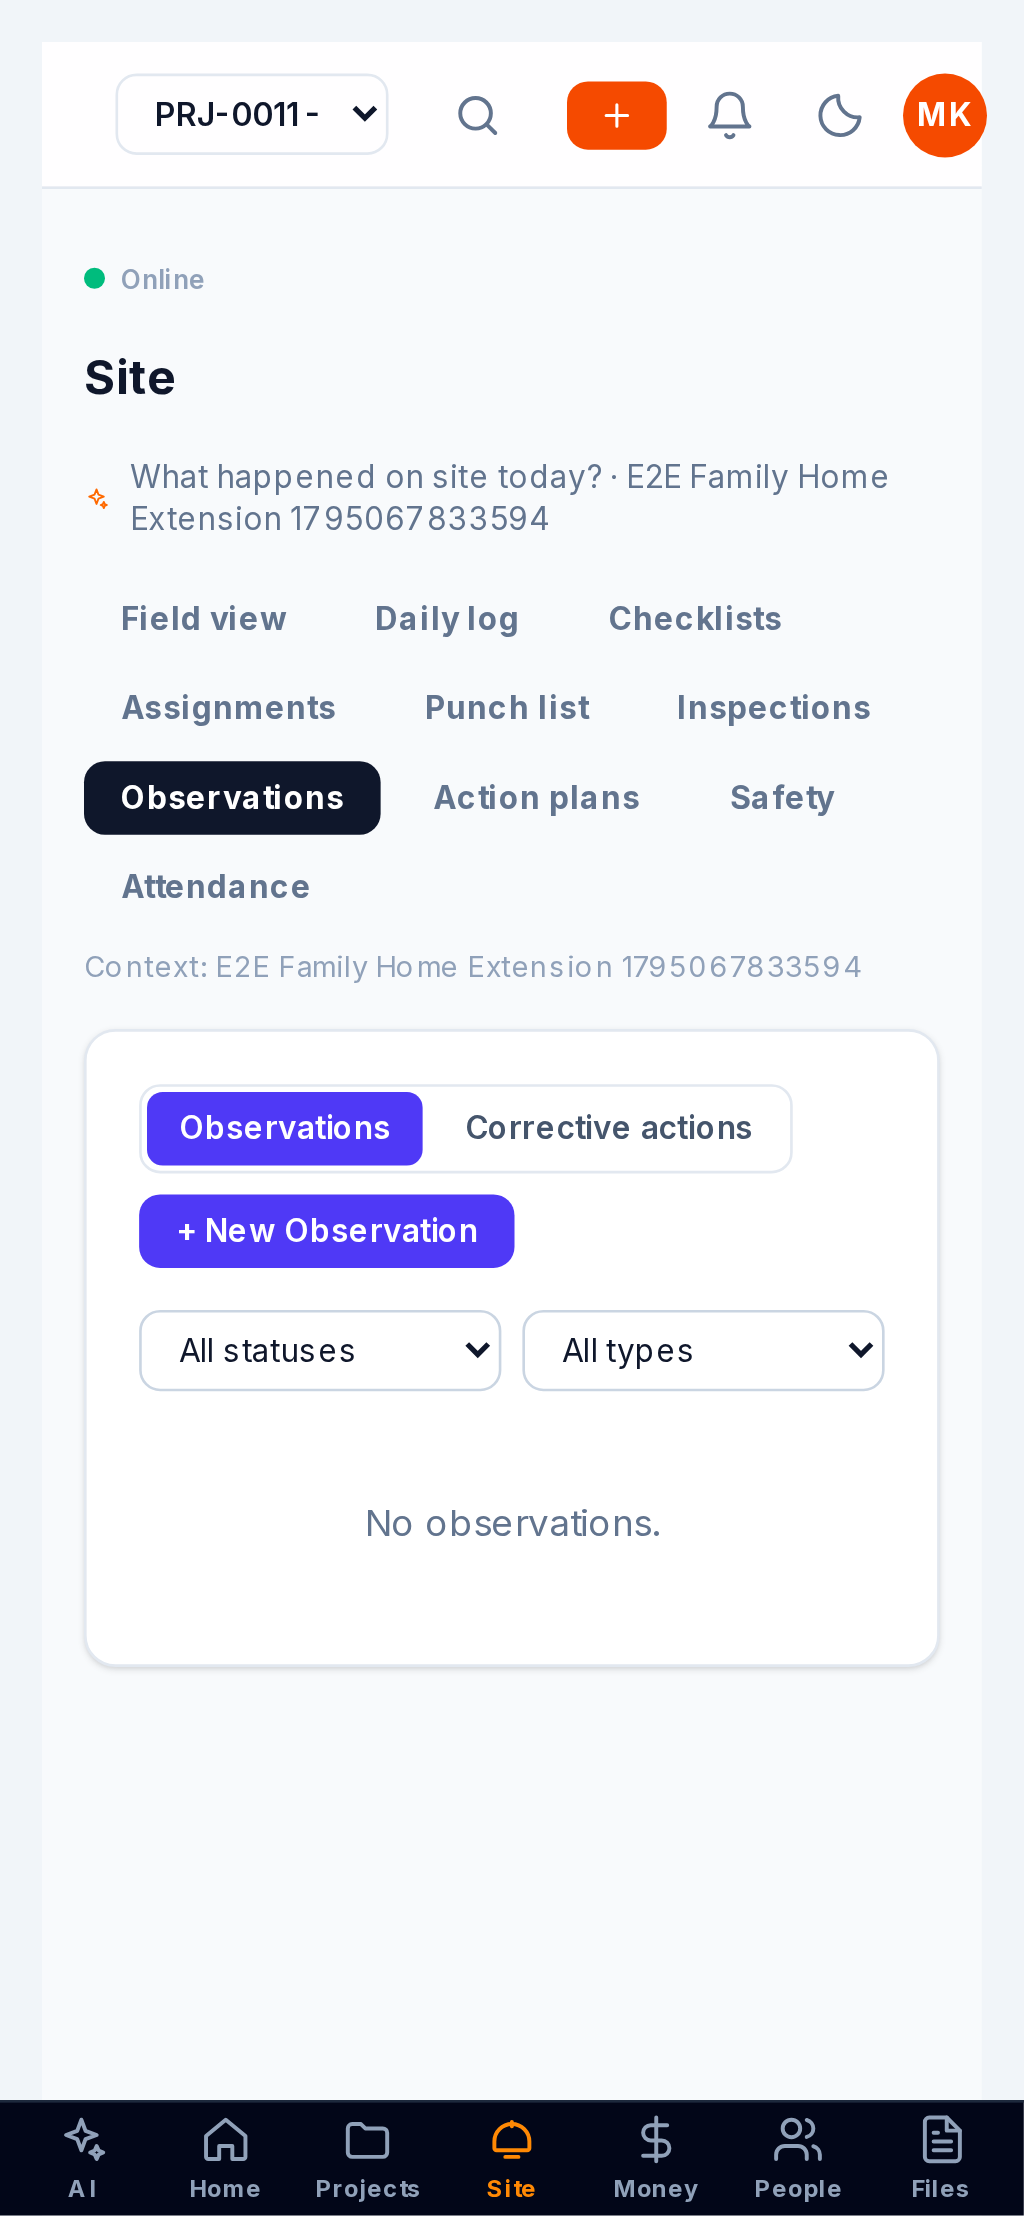 PRJ-0011 -
MK
Online
Site
What happened on site today? · E2E Family Home
Extension 1795067833594
Field view Daily log Checklists
Assignments Punch list Inspections
Observations Action plans Safety
Attendance
Context: E2E Family Home Extension 1795067833594
Observations Corrective actions
+ New Observation
All statuses All types
No observations.
AI Home Projects Site Money People Files